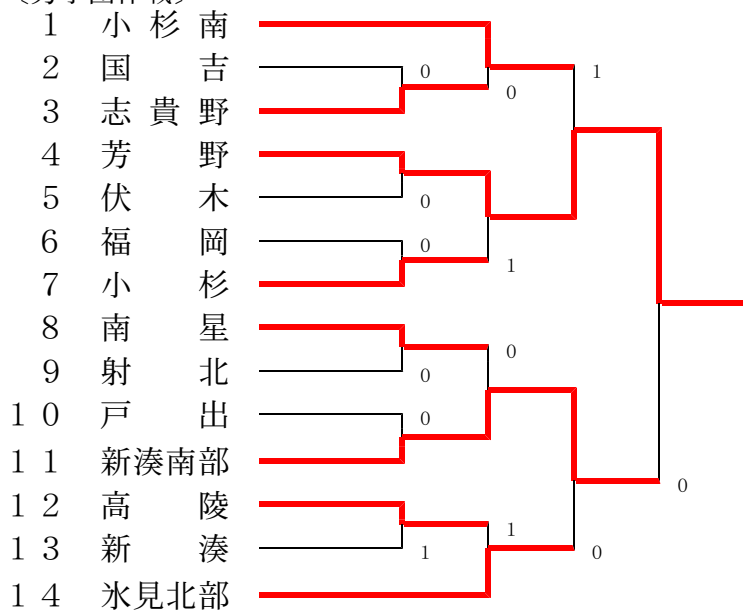 1 小杉南
2 国吉
0
1
0
3 志貴野
4 芳野
5 伏木
0
6 福岡
0
1
7 小杉
8 南星
0
9 射北
0
10 戸出
0
11 新湊南部
0
12 高陵
1
13 新湊
1
0
14 氷見北部